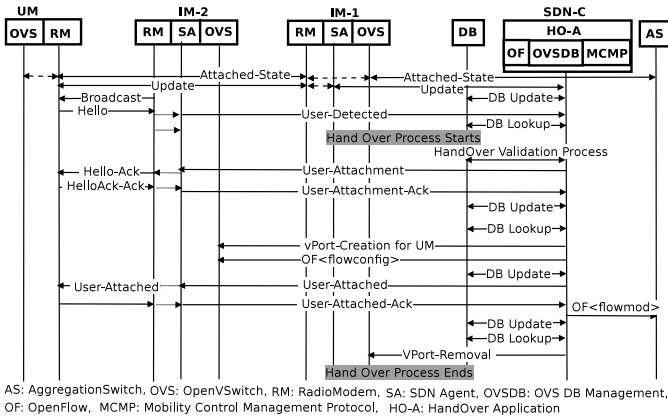 UM
IM-2
IM-1
SDN-C
OVS RM
RM SA OVS
RM SA OVS
DB
HO-A
OF OVSDB MCMP
AS
Attached-State
Attached-State
Update
Update
Broadcast
DB Update
Hello
User-Detected
DB Lookup
Hand Over Process Starts
HandOver Validation Process
Hello-Ack
User-Attachment
HelloAck-Ack
User-Attachment-Ack
DB Update
DB Lookup
vPort-Creation for UM
OF<flowconfig>
DB Update
User-Attached
User-Attached
User-Attached-Ack
OF<flowmod>
DB Update
DB Lookup
VPort-Removal
Hand Over Process Ends
AS: AggregationSwitch, OVS: OpenVSwitch, RM: RadioModem, SA: SDN Agent, OVSDB: OVS DB Management,
OF: OpenFlow, MCMP: Mobility Control Management Protocol, HO-A: HandOver Application